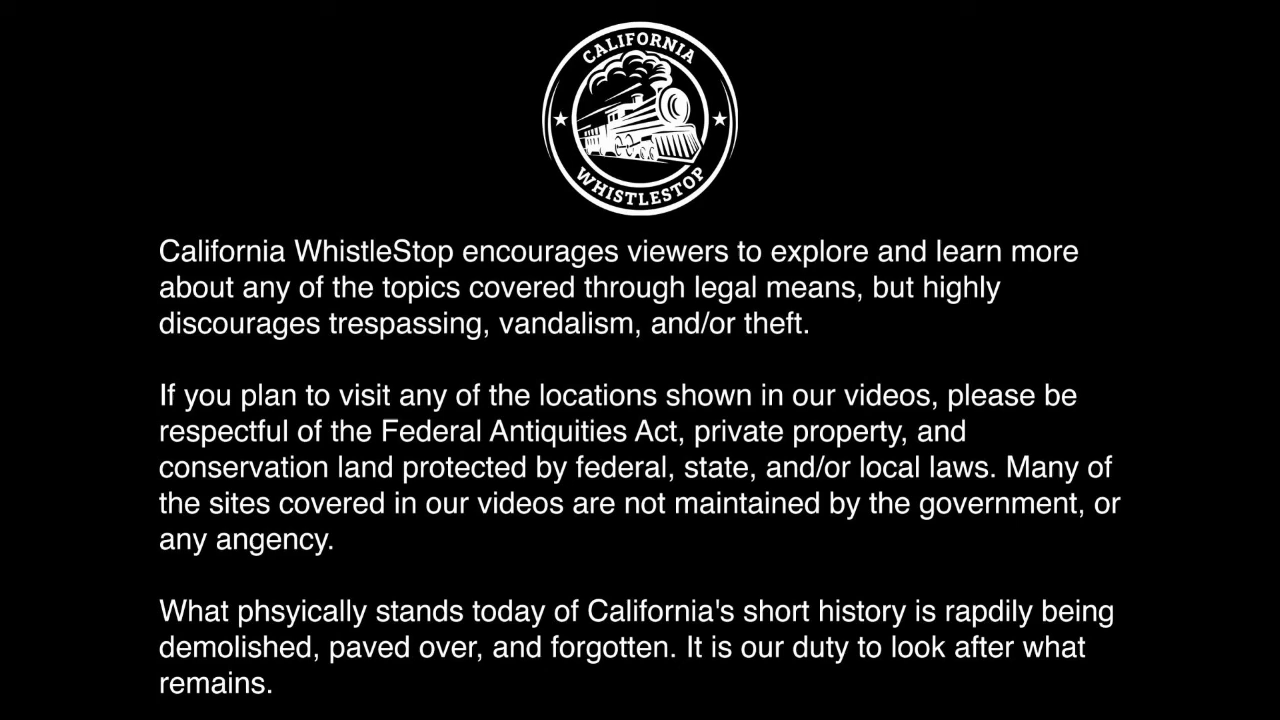 CALIFORNIA
WHISTLESTOP
California WhistleStop encourages viewers to explore and learn more
about any of the topics covered through legal means, but highly
discourages trespassing, vandalism, and/or theft.
If you plan to visit any of the locations shown in our videos, please be
respectful of the Federal Antiquities Act, private property, and
conservation land protected by federal, state, and/or local laws. Many of
the sites covered in our videos are not maintained by the government, or
any angency.
What phsyically stands today of California's short history is rapdily being
demolished, paved over, and forgotten. It is our duty to look after what
remains.